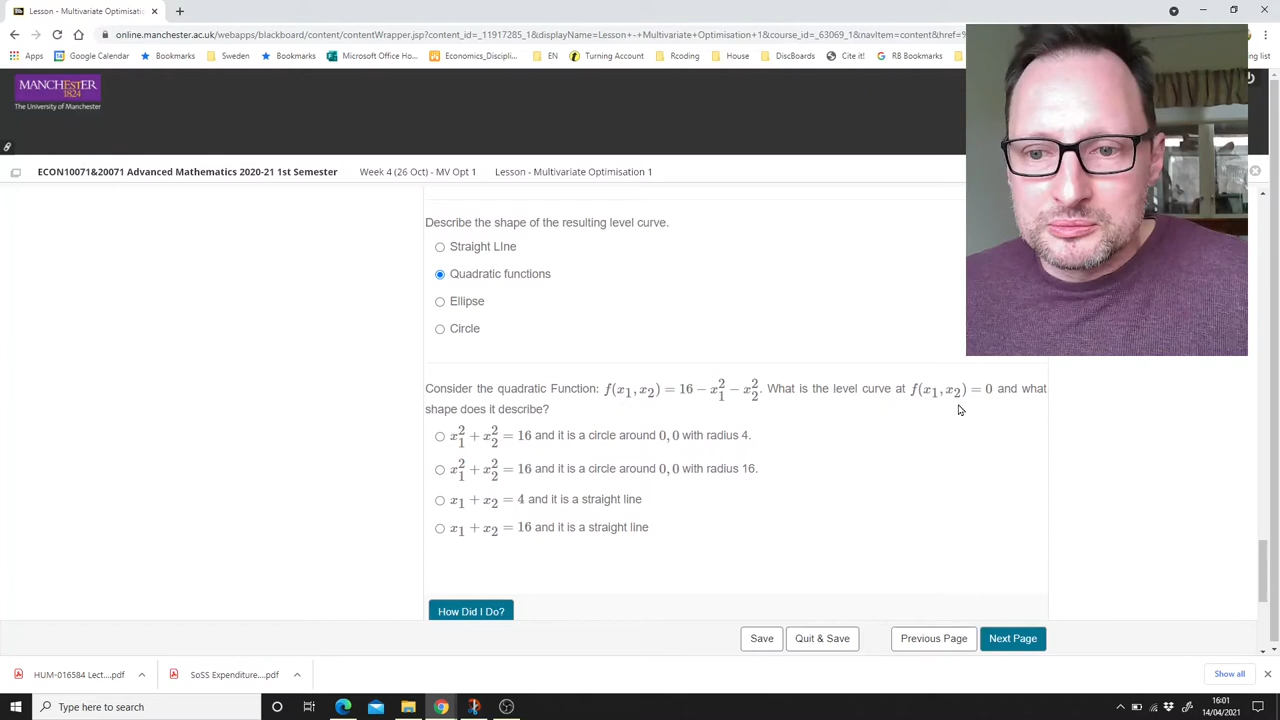 Lesson - Multivariate Optimisatio
online.manchester.ac.uk/webapps/blackboard/content/contentWrapper.jsp?content_id=_11917285_1&displayName=Lesson+-+Multivariate+Optimisation+1&course_id=_63069_1&navItem=content&href=%
Apps Google Calendar Bookmarks Sweden Bookmarks Microsoft Office Ho... Economics_Discipli... EN Turning Account Rcoding House DiscBoards Cite it! RB Bookmarks ing list
MANCHESTER
1824
The University of Manchester
ECON10071&20071 Advanced Mathematics 2020-21 1st Semester Week 4 (26 Oct) - MV Opt 1 Lesson - Multivariate Optimisation 1
Describe the shape of the resulting level curve.
Straight LIne
Quadratic functions
Ellipse
Circle
Consider the quadratic Function: f(x₁, x₂) = 16 − x₁² − x₂². What is the level curve at f(x₁, x₂) = 0 and what
shape does it describe?
x₁² + x₂² = 16 and it is a circle around 0, 0 with radius 4.
x₁² + x₂² = 16 and it is a circle around 0, 0 with radius 16.
x₁ + x₂ = 4 and it is a straight line
x₁ + x₂ = 16 and it is a straight line
How Did I Do?
Save Quit & Save Previous Page Next Page
HUM-016584 Lect....pdf SoSS Expenditure....pdf Show all
Type here to search
16:01
14/04/2021